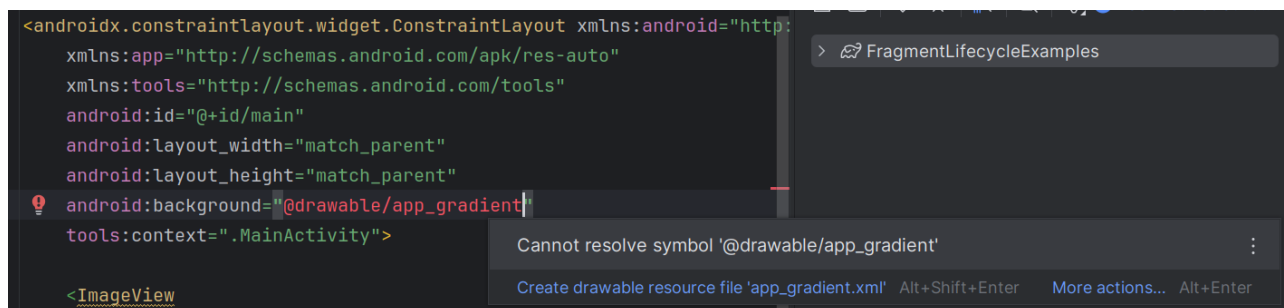 <androidx.constraintlayout.widget.ConstraintLayout xmlns:android="http:
xmlns:app="http://schemas.android.com/apk/res-auto"
xmlns:tools="http://schemas.android.com/tools"
android:id="@+id/main"
android:layout_width="match_parent"
android:layout_height="match_parent"
android:background="@drawable/app_gradient"
tools:context=".MainActivity">
<ImageView
FragmentLifecycleExamples
Cannot resolve symbol '@drawable/app_gradient'
Create drawable resource file 'app_gradient.xml' Alt+Shift+Enter More actions... Alt+Enter